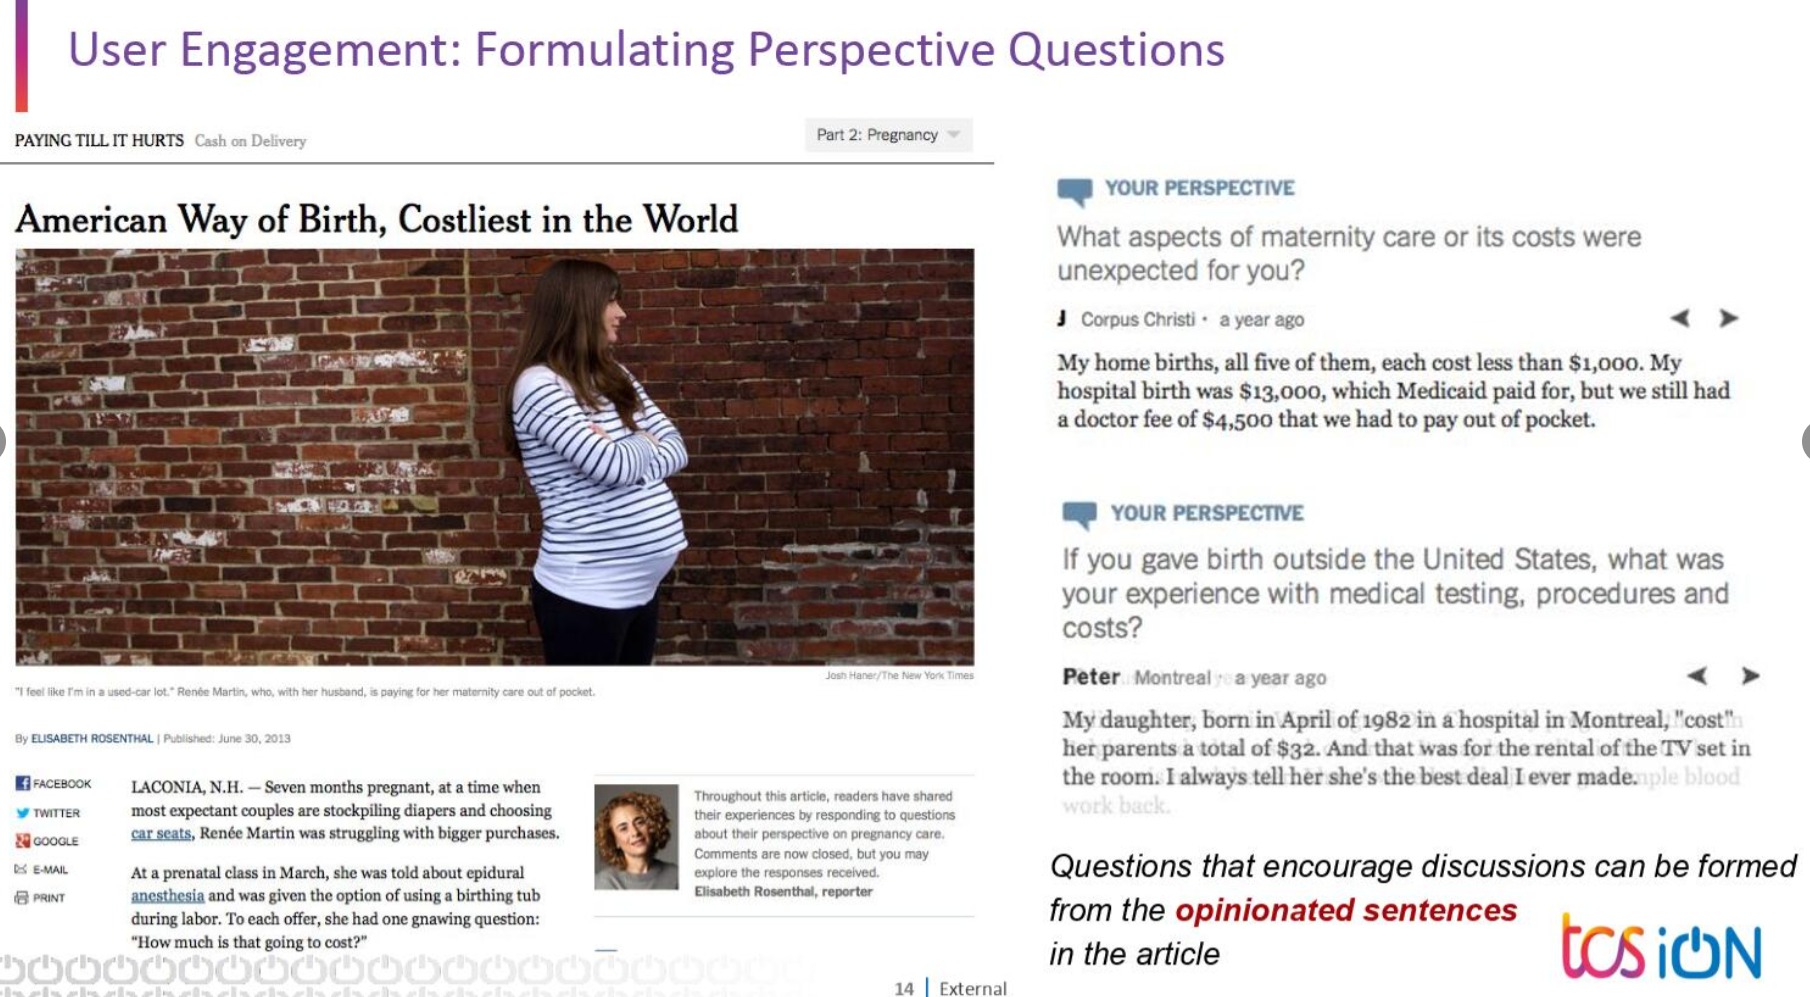 User Engagement: Formulating Perspective Questions
PAYING TILL IT HURTS Cash on Delivery
Part 2: Pregnancy
American Way of Birth, Costliest in the World
Josh Haner/The New York Times
"I feel like I'm in a used-car lot." Renée Martin, who, with her husband, is paying for her maternity care out of pocket.
By ELISABETH ROSENTHAL | Published: June 30, 2013
FACEBOOK
TWITTER
GOOGLE
E-MAIL
PRINT
LACONIA, N.H. — Seven months pregnant, at a time when
most expectant couples are stockpiling diapers and choosing
car seats, Renée Martin was struggling with bigger purchases.
At a prenatal class in March, she was told about epidural
anesthesia and was given the option of using a birthing tub
during labor. To each offer, she had one gnawing question:
"How much is that going to cost?"
Throughout this article, readers have shared
their experiences by responding to questions
about their perspective on pregnancy care.
Comments are now closed, but you may
explore the responses received.
Elisabeth Rosenthal, reporter
YOUR PERSPECTIVE
What aspects of maternity care or its costs were
unexpected for you?
J Corpus Christi · a year ago
My home births, all five of them, each cost less than $1,000. My
hospital birth was $13,000, which Medicaid paid for, but we still had
a doctor fee of $4,500 that we had to pay out of pocket.
YOUR PERSPECTIVE
If you gave birth outside the United States, what was
your experience with medical testing, procedures and
costs?
Peter Montreal · a year ago
My daughter, born in April of 1982 in a hospital in Montreal, "cost"
her parents a total of $32. And that was for the rental of the TV set in
the room. I always tell her she's the best deal I ever made.
blood
work back.
Questions that encourage discussions can be formed
from the opinionated sentences
in the article
tcs iON
14 | External